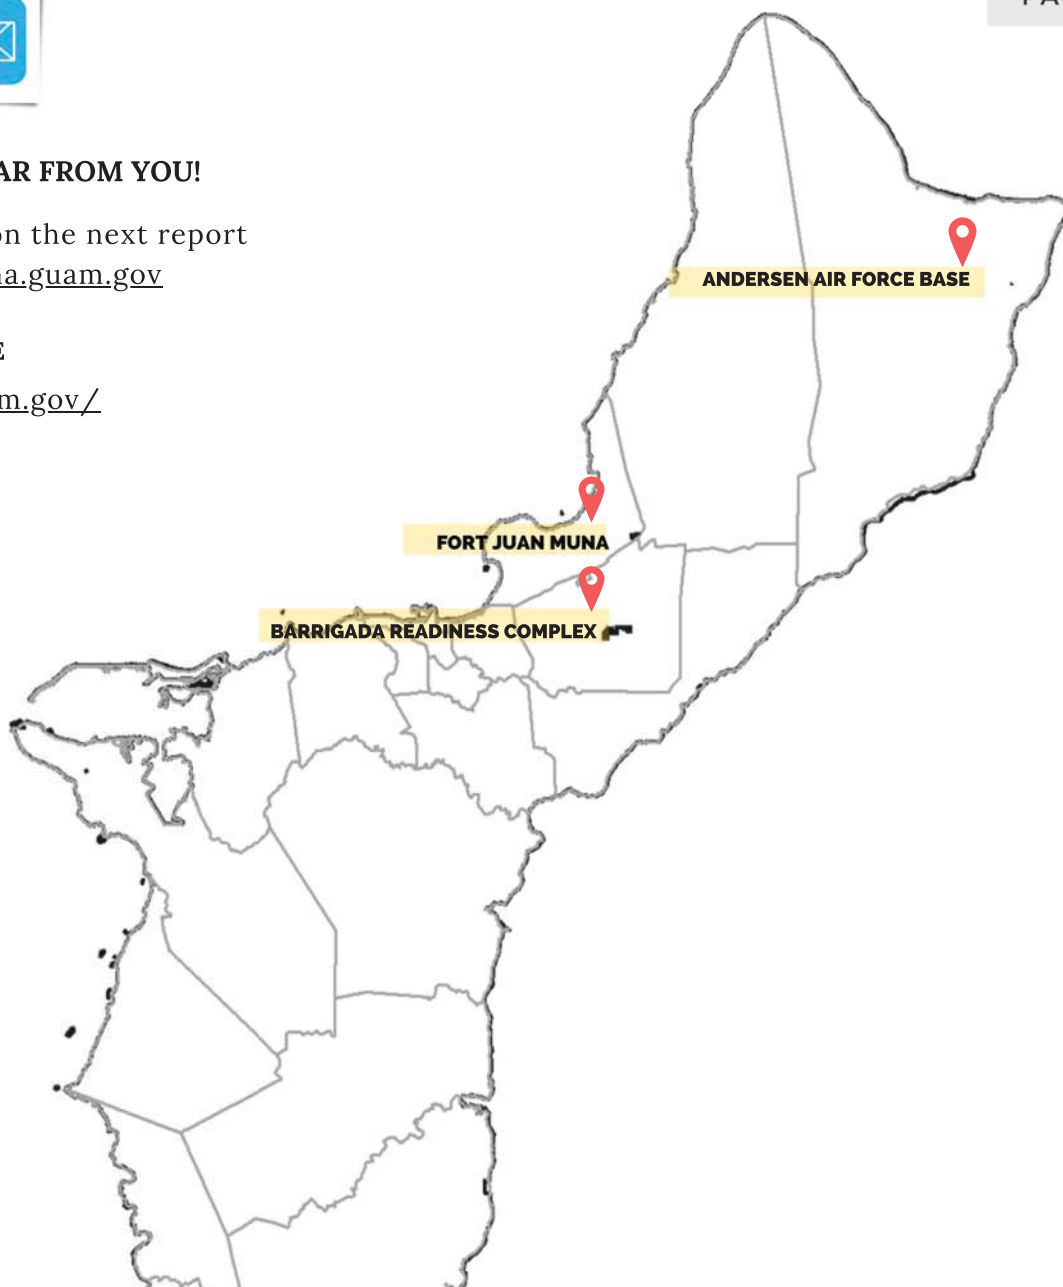 AR FROM YOU!
on the next report
na.guam.gov
E
m.gov/
ANDERSEN AIR FORCE BASE
FORT JUAN MUNA
BARRIGADA READINESS COMPLEX